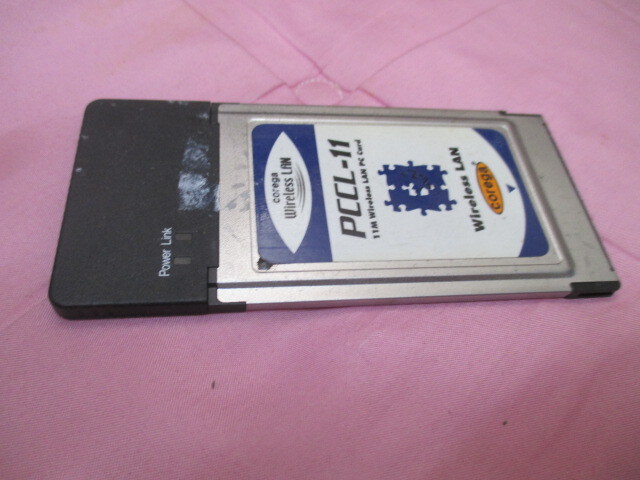 corega
Wireless LAN
PCCL-11
11M Wireless LAN PC Card
Wireless LAN
corega
Power Link